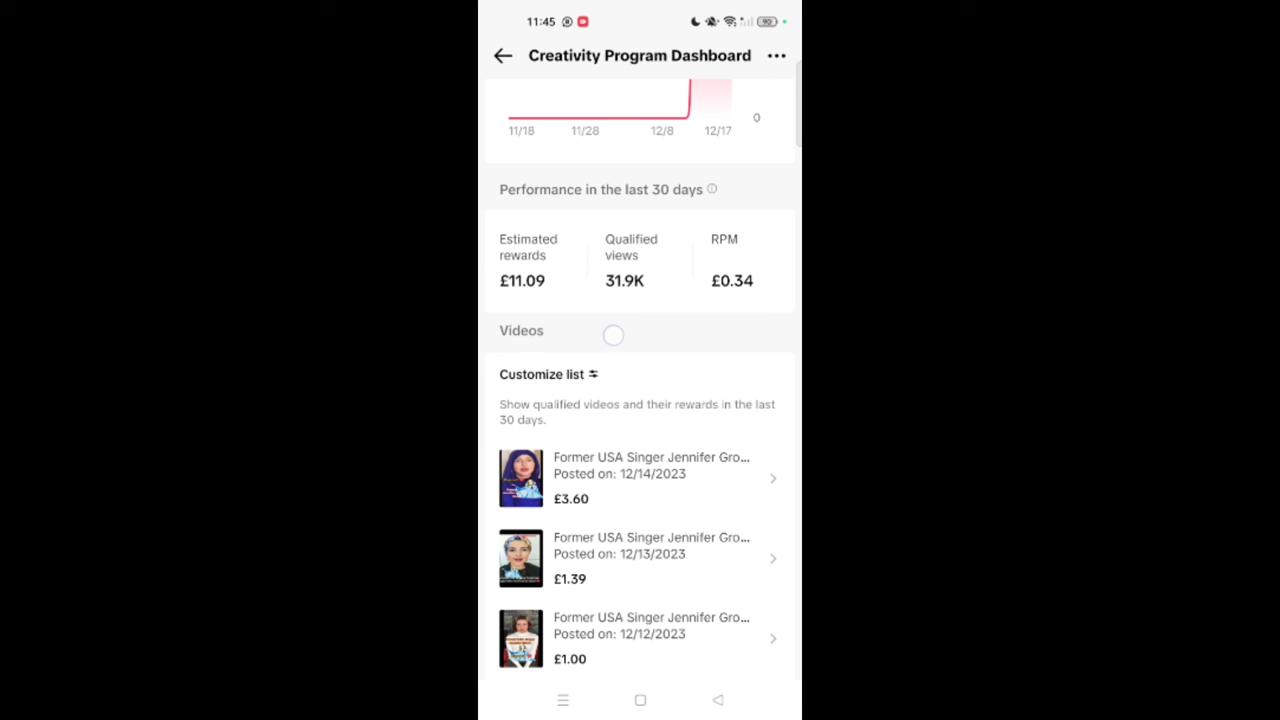 11:45
90
Creativity Program Dashboard
0
11/18 11/28 12/8 12/17
Performance in the last 30 days
Estimated rewards
£11.09
Qualified views
31.9K
RPM
£0.34
Videos
Customize list
Show qualified videos and their rewards in the last
30 days.
Former USA Singer Jennifer Gro...
Posted on: 12/14/2023
£3.60
Former USA Singer Jennifer Gro...
Posted on: 12/13/2023
£1.39
Former USA Singer Jennifer Gro...
Posted on: 12/12/2023
£1.00